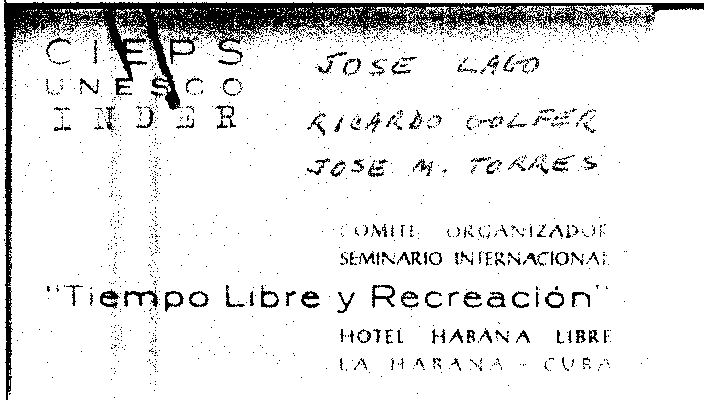 CIEPS
UNESCO
INDER
JOSE LAGO
RICARDO GOLFER
JOSE M. TORRES
COMITE ORGANIZADOR
SEMINARIO INTERNACIONAL
"Tiempo Libre y Recreación"
HOTEL HABANA LIBRE
LA HABANA - CUBA